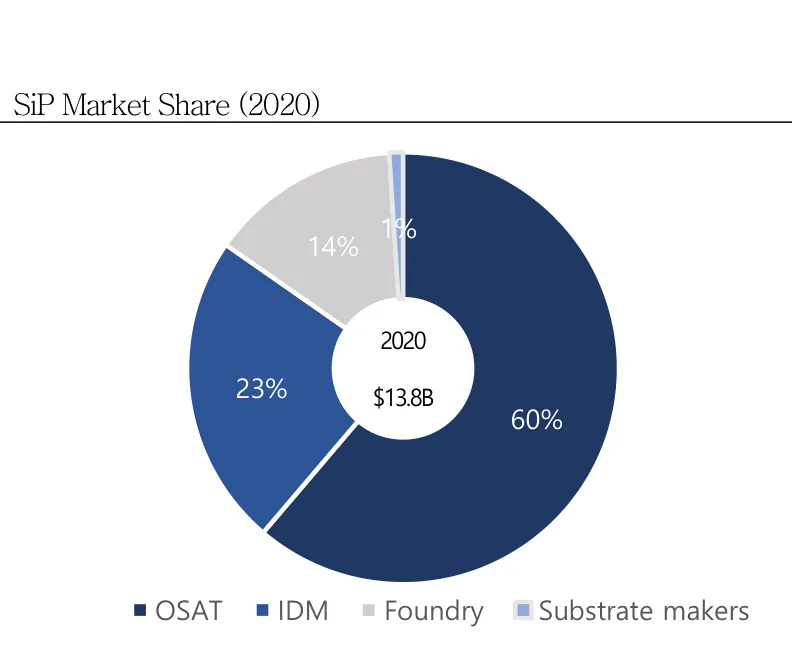 SiP Market Share (2020)
1%
14%
2020
23%
$13.8B
60%
OSAT IDM Foundry Substrate makers